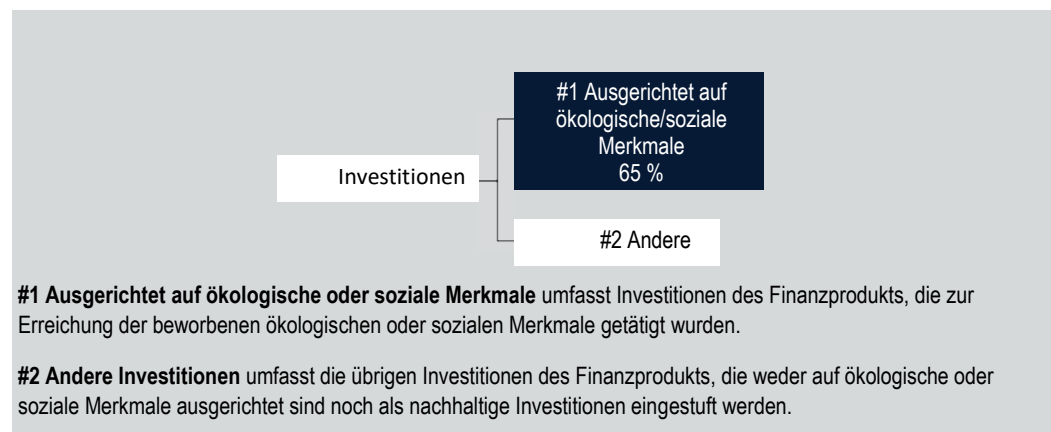 #1 Ausgerichtet auf
ökologische/soziale
Merkmale
65 %
Investitionen
#2 Andere
#1 Ausgerichtet auf ökologische oder soziale Merkmale umfasst Investitionen des Finanzprodukts, die zur
Erreichung der beworbenen ökologischen oder sozialen Merkmale getätigt wurden.
#2 Andere Investitionen umfasst die übrigen Investitionen des Finanzprodukts, die weder auf ökologische oder
soziale Merkmale ausgerichtet sind noch als nachhaltige Investitionen eingestuft werden.